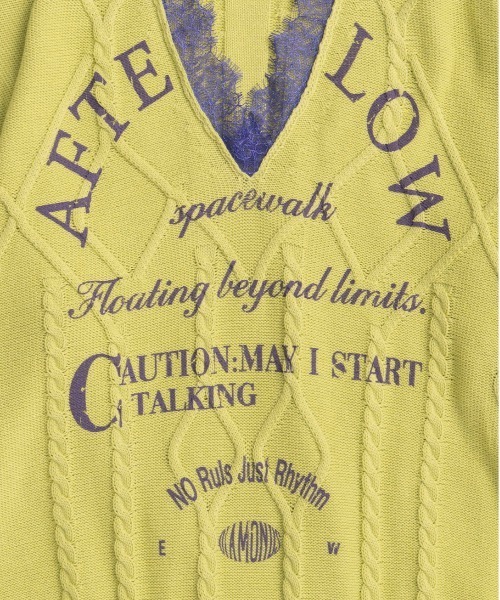 AFTE LOW
spacewalk
Floating beyond limits.
CAUTION:MAY I START
TALKING
NO Ruls Just Rhythm
E W